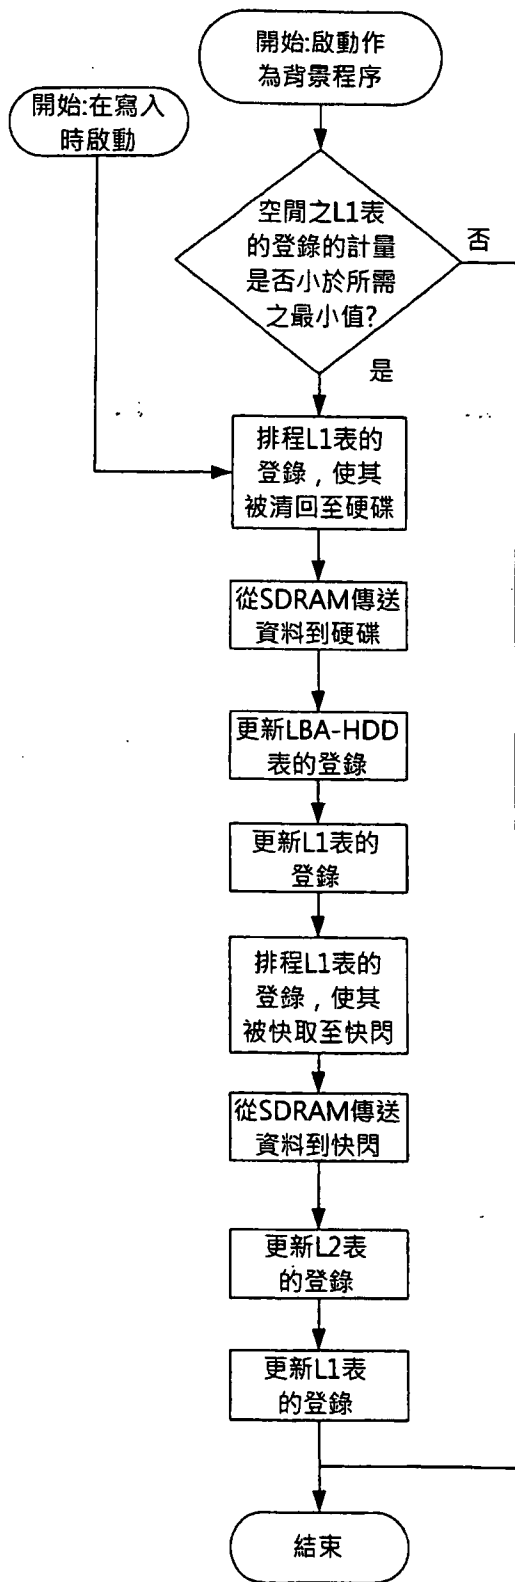 開始:啟動作
為背景程序
開始:在寫入
時啟動
空閒之L1表
的登錄的計量
是否小於所需
之最小值?
否
是
排程L1表的
登錄，使其
被清回至硬碟
從SDRAM傳送
資料到硬碟
更新LBA-HDD
表的登錄
更新L1表的
登錄
排程L1表的
登錄，使其
被快取至快閃
從SDRAM傳送
資料到快閃
更新L2表
的登錄
更新L1表
的登錄
結束